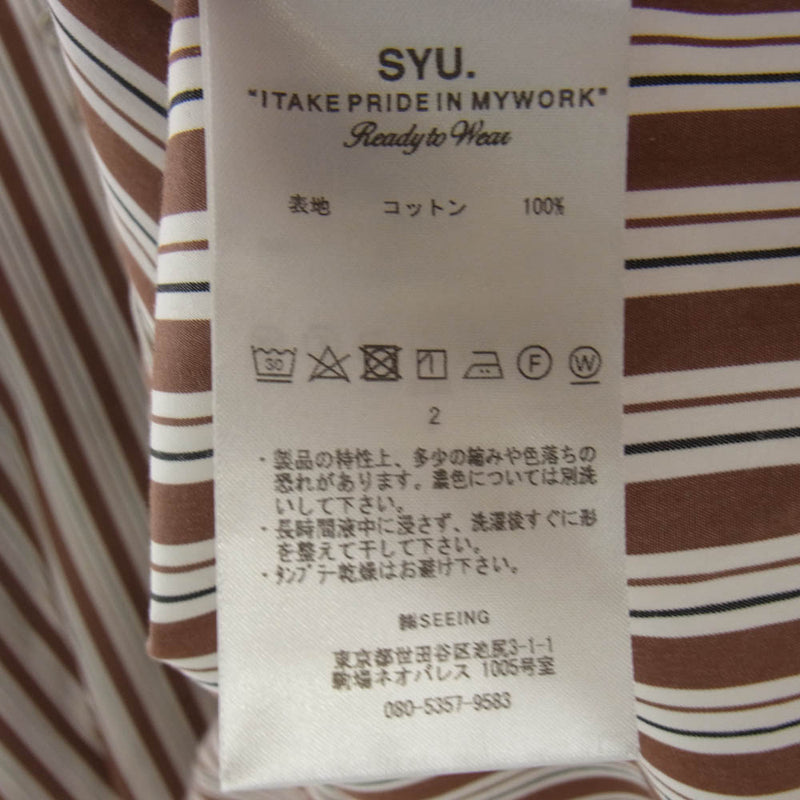 SYU.
"I TAKE PRIDE IN MYWORK"
Ready to Wear
表地 コットン 100%
30
F W
2
・製品の特性上、多少の縮みや色落ちの
恐れがあります。濃色については別洗
いして下さい。
・長時間液中に浸さず、洗濯後すぐに形
を整えて干して下さい。
・タンブラー乾燥はお避け下さい。
㈱SEEING
東京都世田谷区池尻3-1-1
駒場ネオパレス 1005号室
080-5357-9583